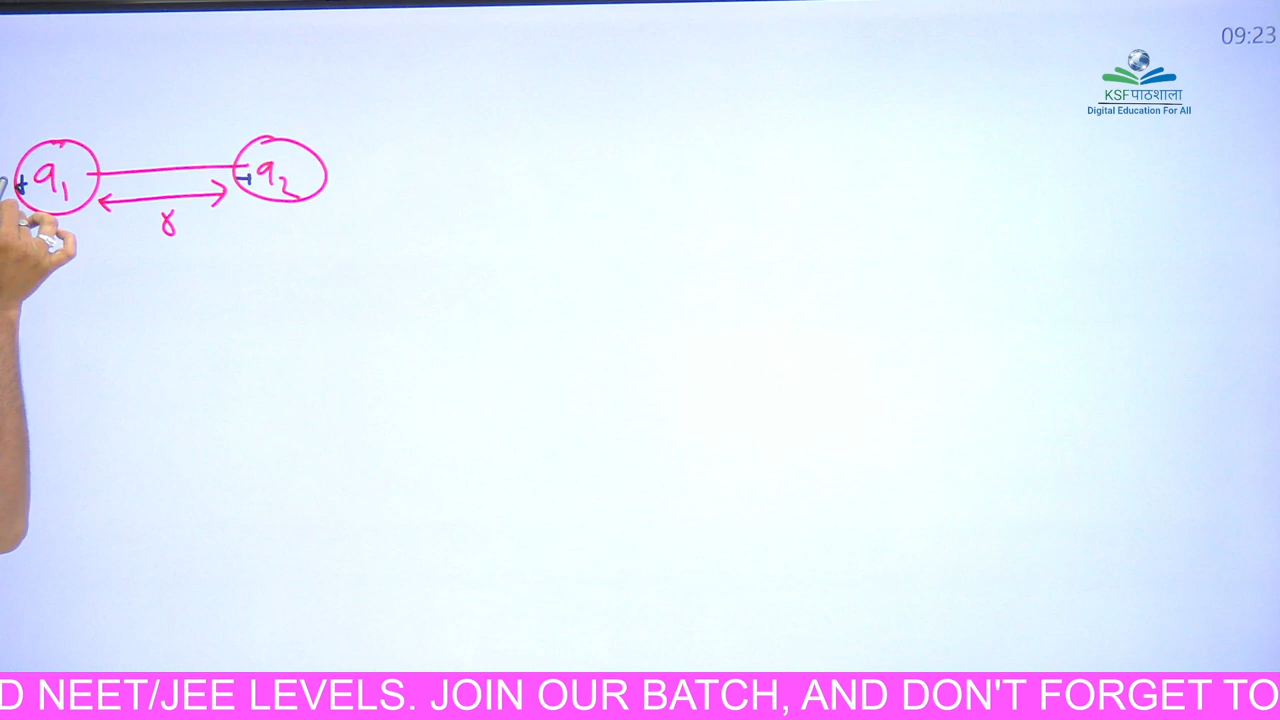 09:23
KSFपाठशाला
Digital Education For All
+ q1 q2
r
D NEET/JEE LEVELS. JOIN OUR BATCH, AND DON'T FORGET TO